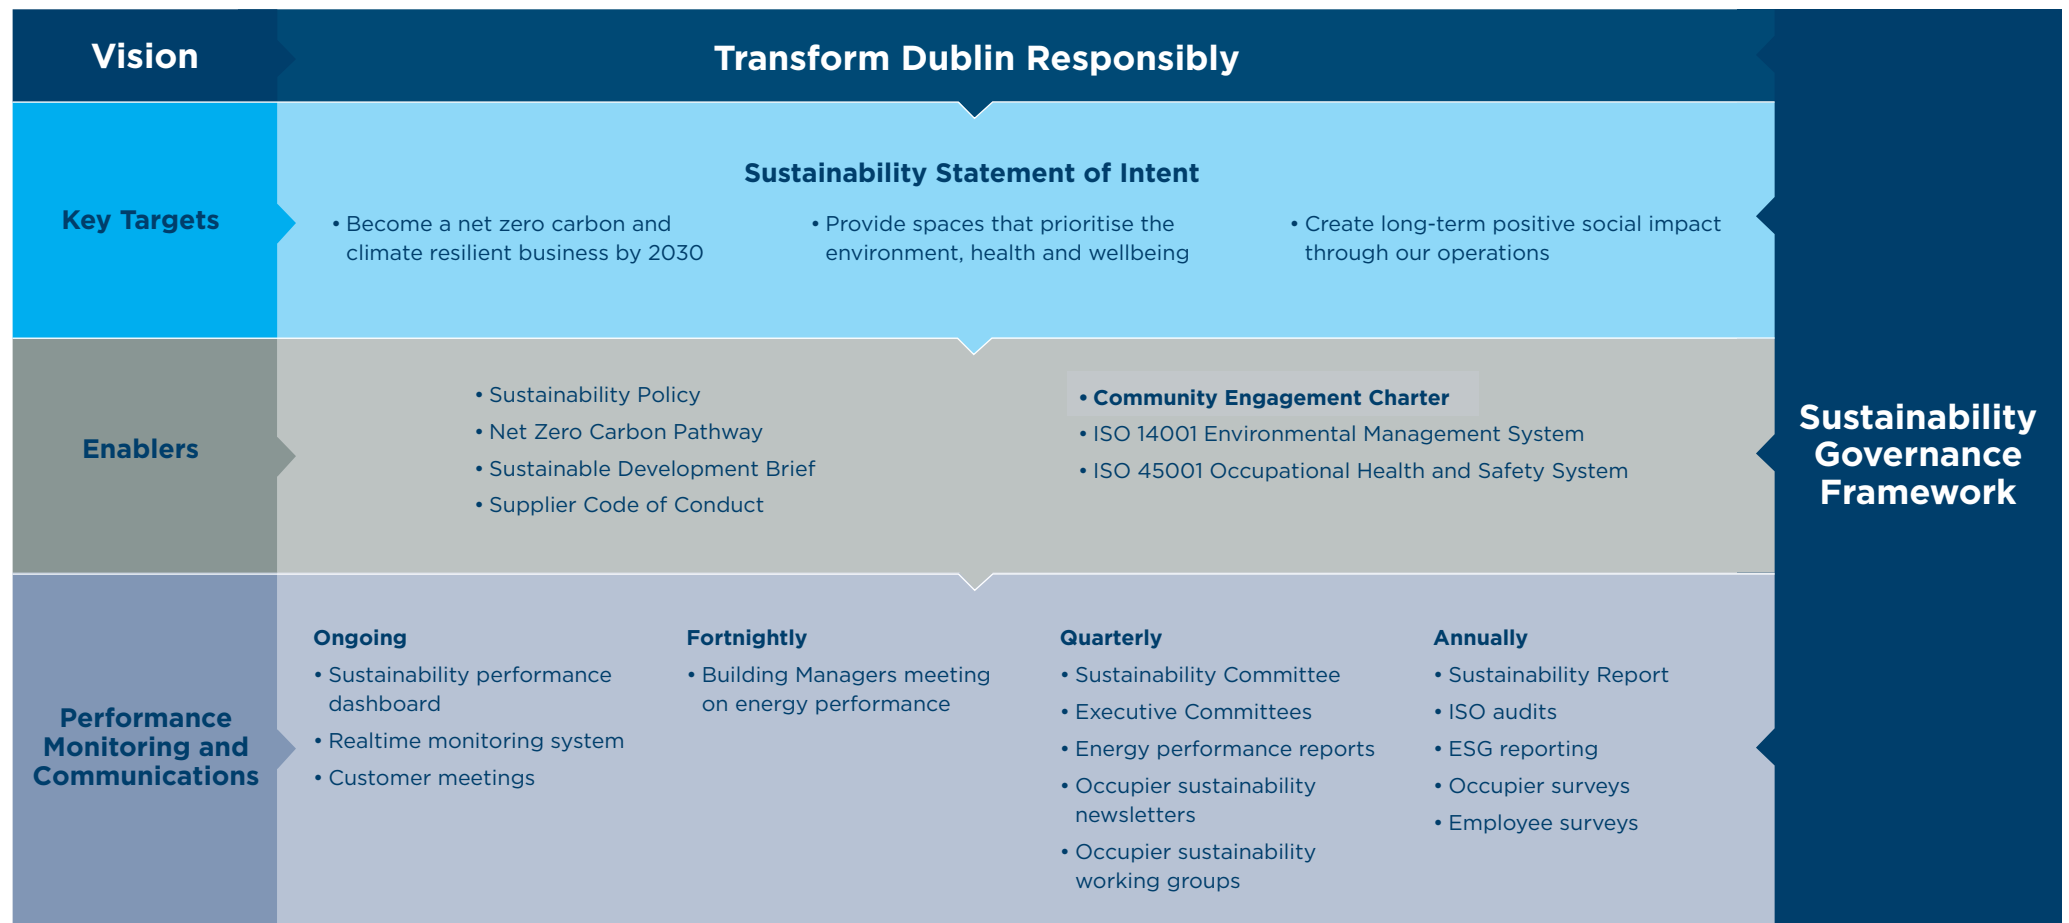 Vision
Transform Dublin Responsibly
Key Targets
Sustainability Statement of Intent
• Become a net zero carbon and
climate resilient business by 2030
• Provide spaces that prioritise the
environment, health and wellbeing
• Create long-term positive social impact
through our operations
Enablers
• Sustainability Policy
• Net Zero Carbon Pathway
• Sustainable Development Brief
• Supplier Code of Conduct
• Community Engagement Charter
• ISO 14001 Environmental Management System
• ISO 45001 Occupational Health and Safety System
Performance
Monitoring and
Communications
Ongoing
• Sustainability performance
dashboard
• Realtime monitoring system
• Customer meetings
Fortnightly
• Building Managers meeting
on energy performance
Quarterly
• Sustainability Committee
• Executive Committees
• Energy performance reports
• Occupier sustainability
newsletters
• Occupier sustainability
working groups
Annually
• Sustainability Report
• ISO audits
• ESG reporting
• Occupier surveys
• Employee surveys
Sustainability
Governance
Framework